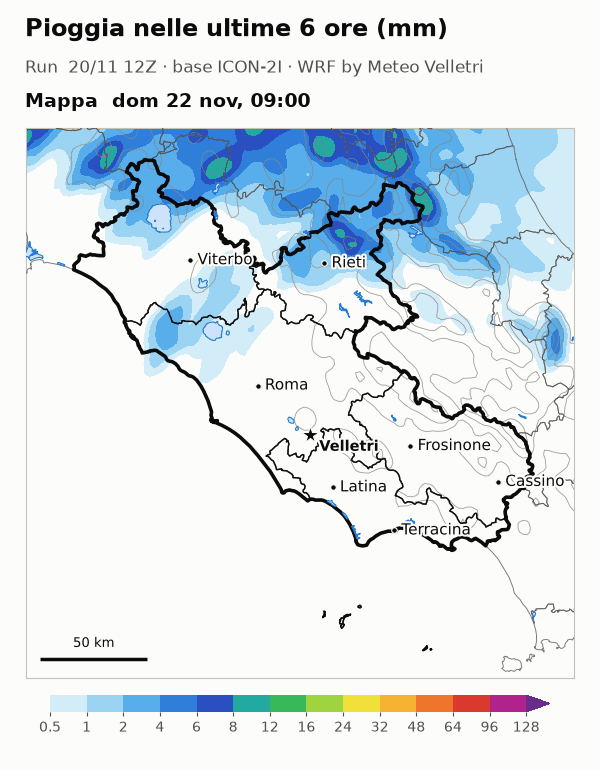 Pioggia nelle ultime 6 ore (mm)
Run 20/11 12Z · base ICON-2I · WRF by Meteo Velletri
Mappa dom 22 nov, 09:00
Viterbo
Rieti
Roma
Velletri
Frosinone
Latina
Cassino
Terracina
50 km
0.5 1 2 4 6 8 12 16 24 32 48 64 96 128